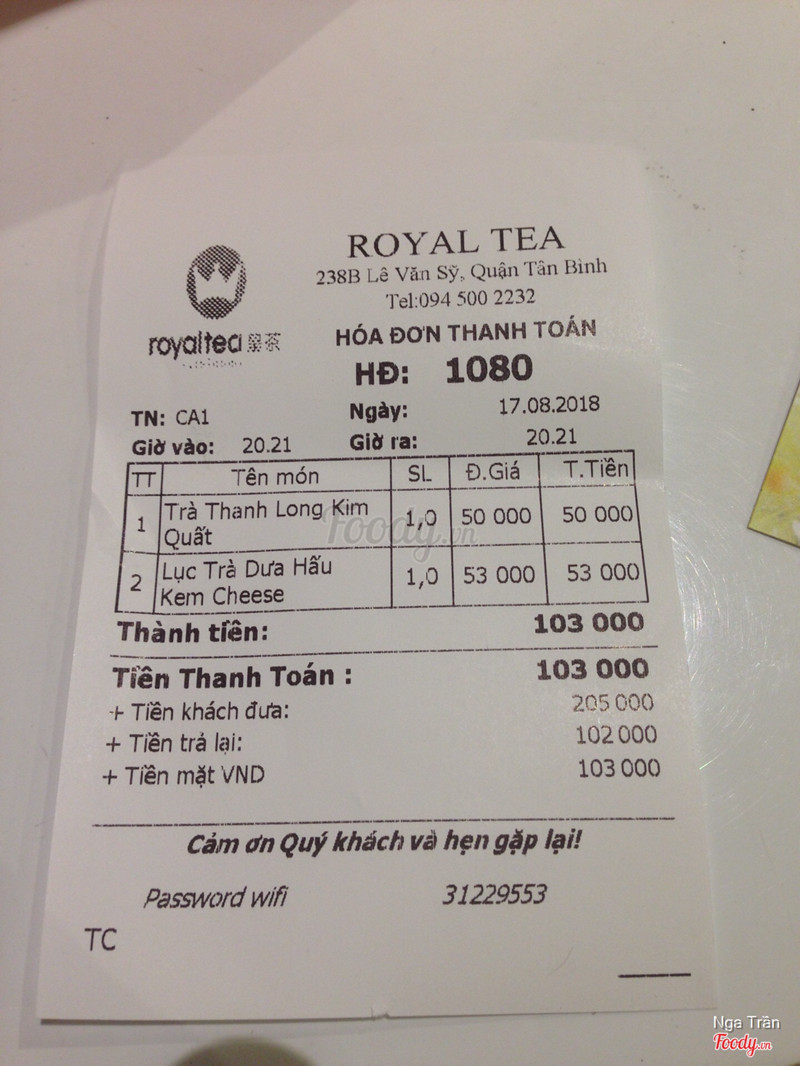 ROYAL TEA
238B Lê Văn Sỹ, Quận Tân Bình
Tel:094 500 2232
royaltea 皇茶
HÓA ĐƠN THANH TOÁN
HĐ: 1080
TN: CA1 Ngày: 17.08.2018
Giờ vào: 20.21 Giờ ra: 20.21
TT Tên món SL Đ.Giá T.Tiền
1 Trà Thanh Long Kim Quất 1,0 50 000 50 000
2 Lục Trà Dưa Hấu Kem Cheese 1,0 53 000 53 000
Thành tiền: 103 000
Tiền Thanh Toán : 103 000
+ Tiền khách đưa: 205 000
+ Tiền trả lại: 102 000
+ Tiền mặt VND 103 000
Cảm ơn Quý khách và hẹn gặp lại!
Password wifi 31229553
TC
Foody.vn
Nga Trần
Foody.vn